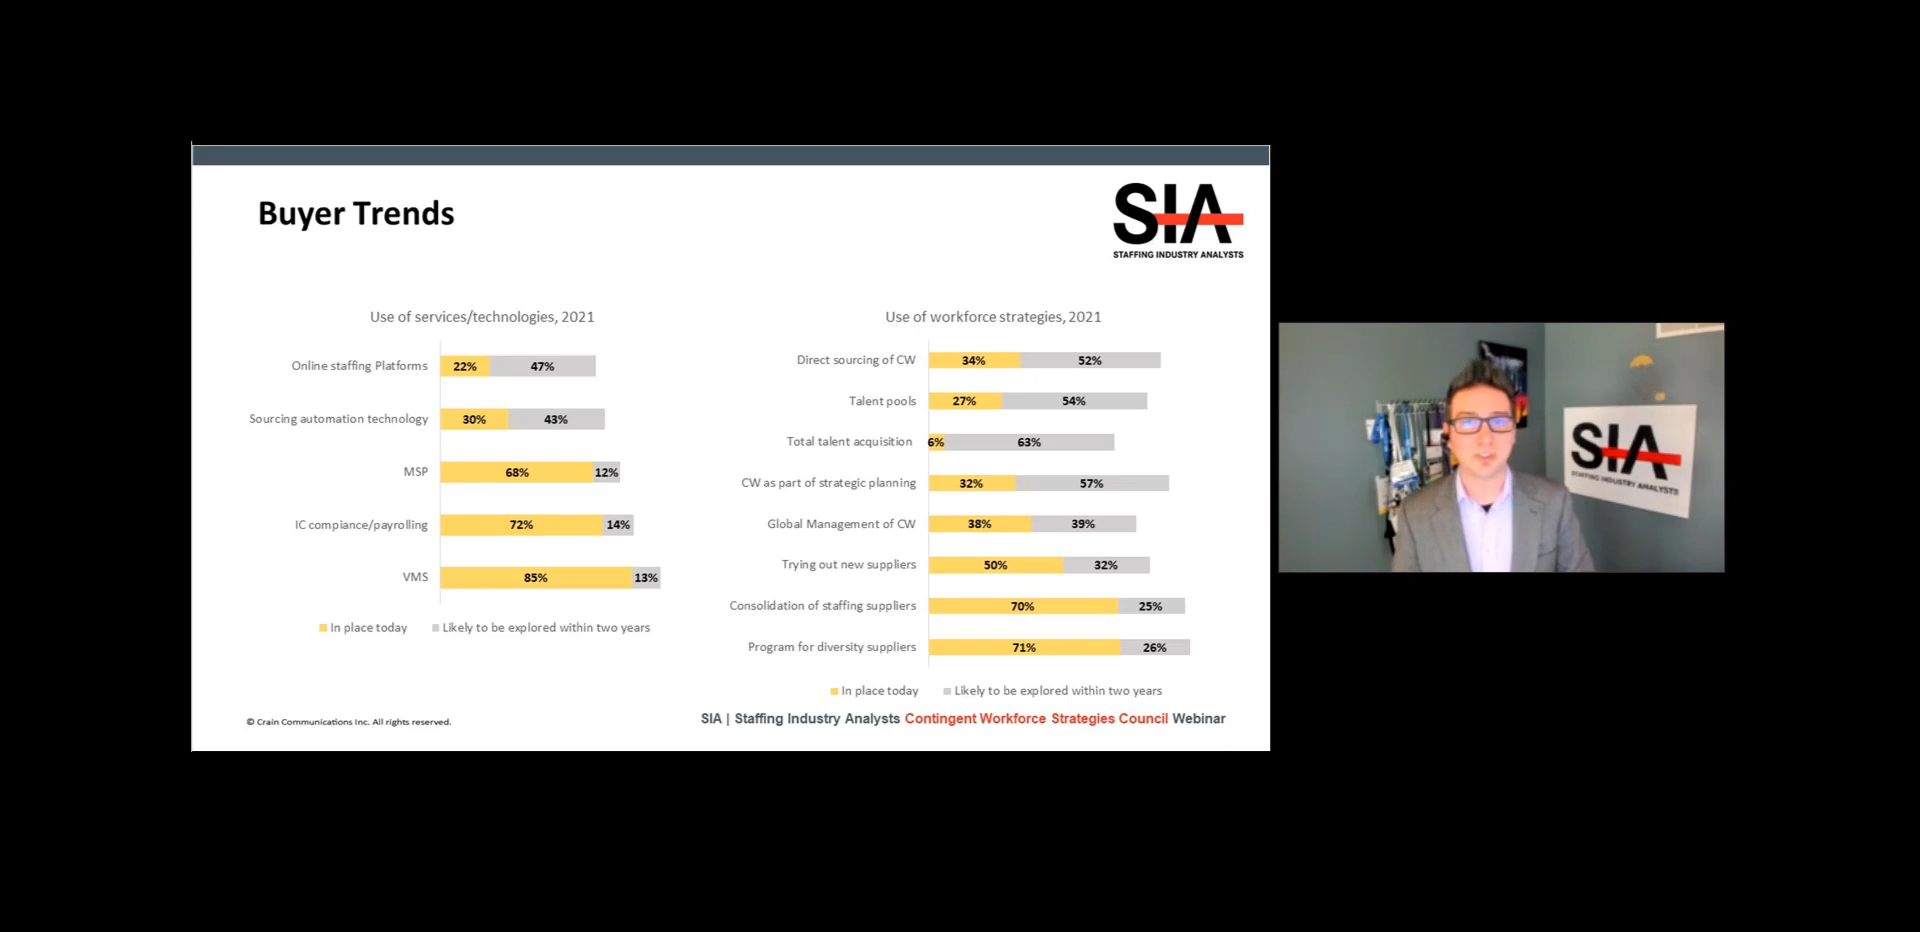 Buyer Trends
SIA
STAFFING INDUSTRY ANALYSTS
Use of services/technologies, 2021
Online staffing Platforms 22% 47%
Sourcing automation technology 30% 43%
MSP 68% 12%
IC compliance/payrolling 72% 14%
VMS 85% 13%
In place today Likely to be explored within two years
Use of workforce strategies, 2021
Direct sourcing of CW 34% 52%
Talent pools 27% 54%
Total talent acquisition 6% 63%
CW as part of strategic planning 32% 57%
Global Management of CW 38% 39%
Trying out new suppliers 50% 32%
Consolidation of staffing suppliers 70% 25%
Program for diversity suppliers 71% 26%
In place today Likely to be explored within two years
© Crain Communications Inc. All rights reserved.
SIA | Staffing Industry Analysts Contingent Workforce Strategies Council Webinar
SIA
STAFFING INDUSTRY ANALYSTS